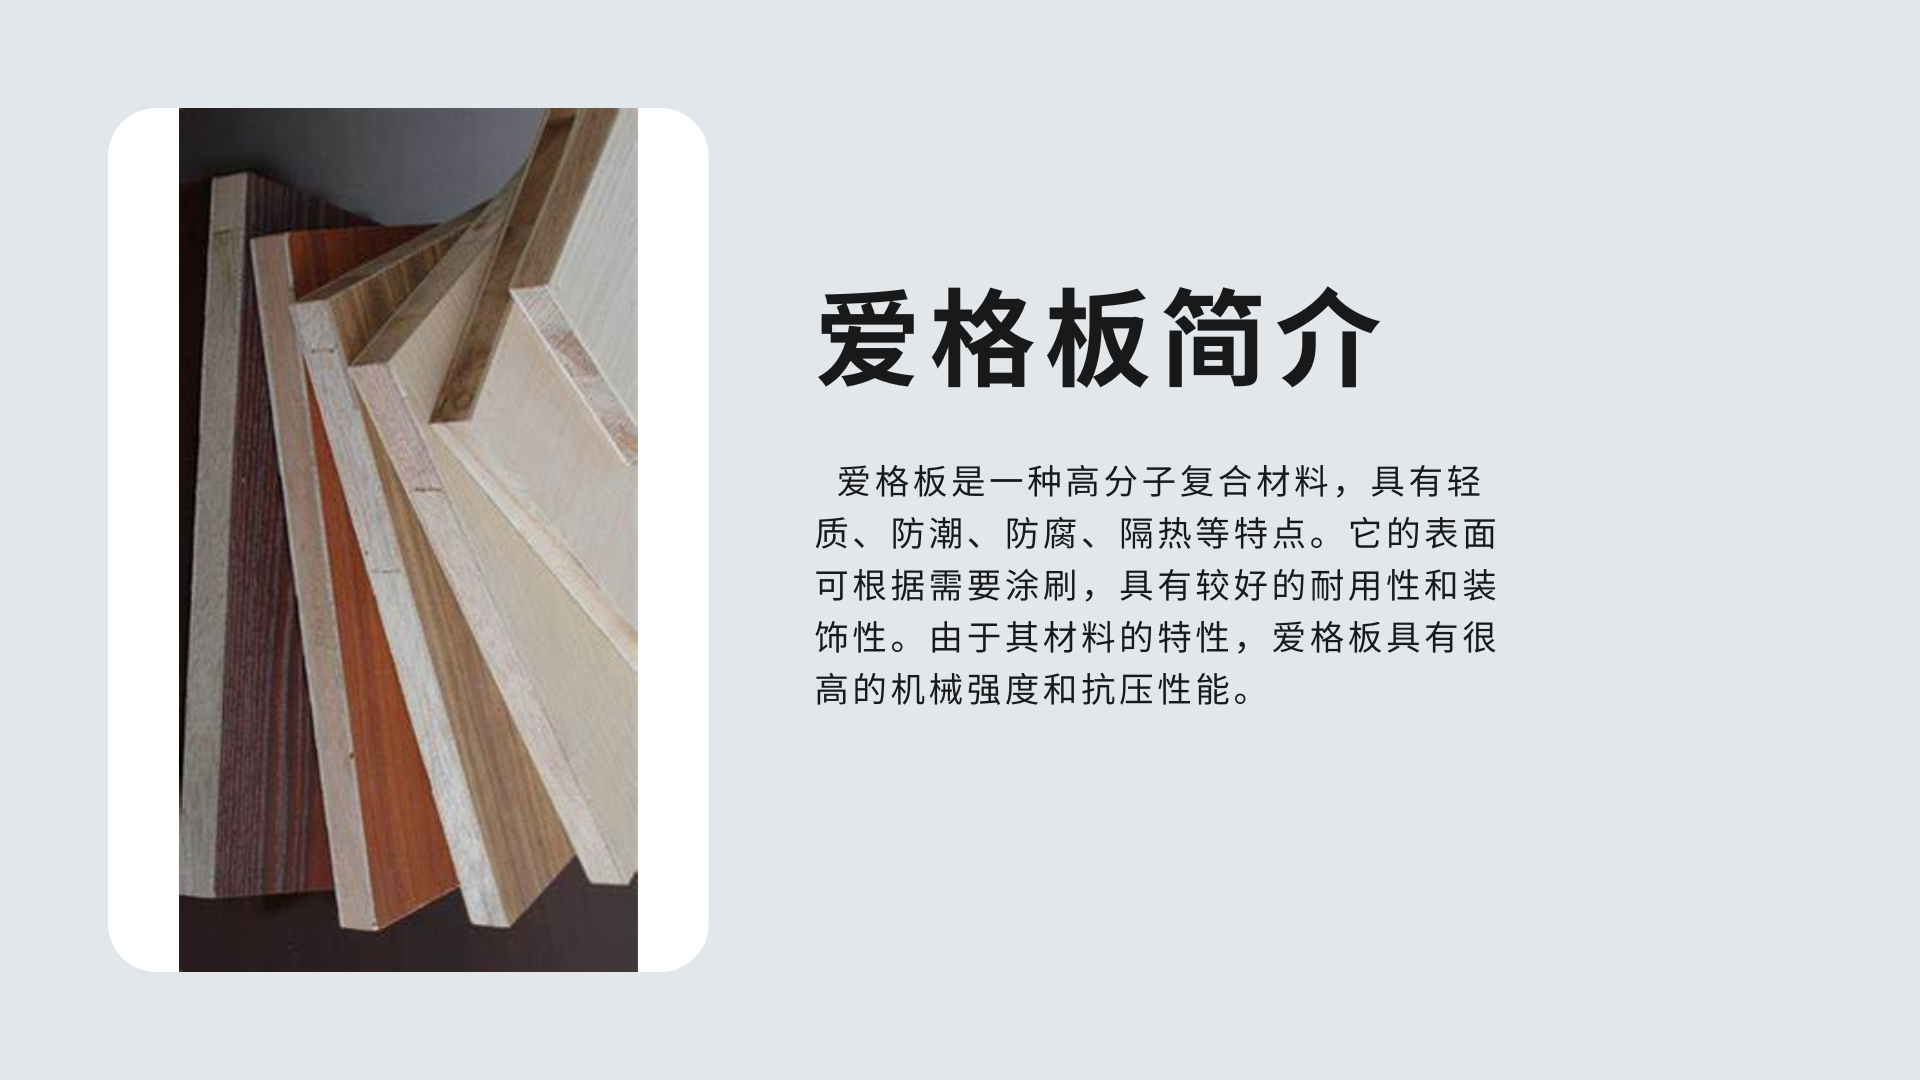 爱格板简介
爱格板是一种高分子复合材料，具有轻
质、防潮、防腐、隔热等特点。它的表面
可根据需要涂刷，具有较好的耐用性和装
饰性。由于其材料的特性，爱格板具有很
高的机械强度和抗压性能。